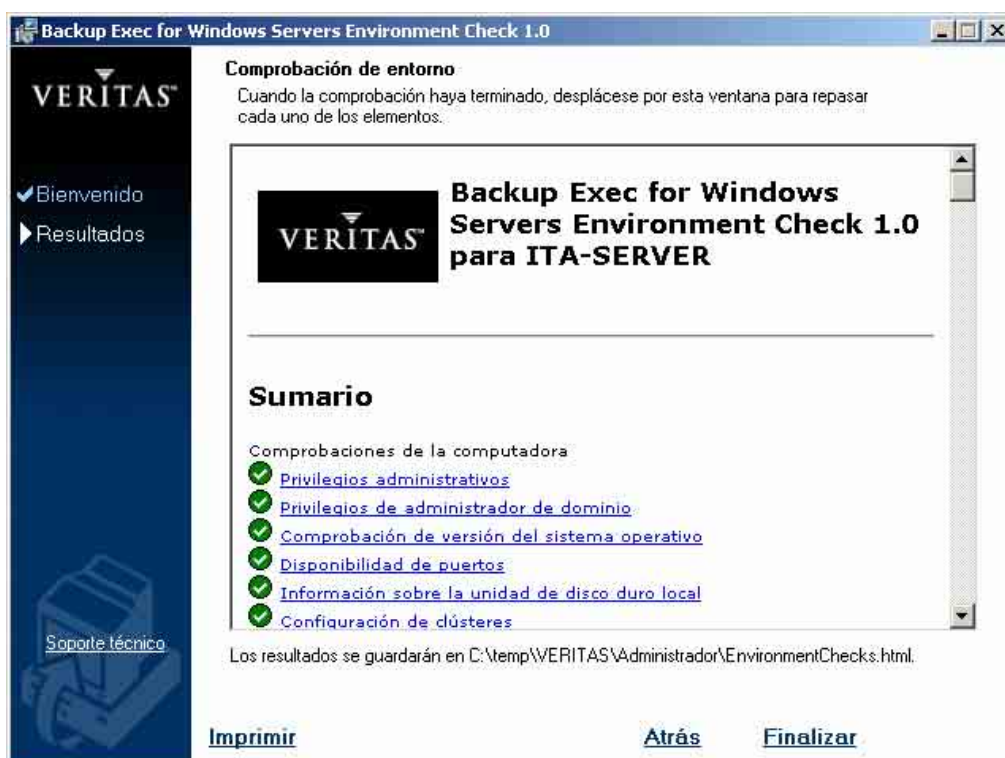 Backup Exec for Windows Servers Environment Check 1.0
VERITAS™
Bienvenido
Resultados
Soporte técnico
Comprobación de entorno
Cuando la comprobación haya terminado, desplácese por esta ventana para repasar
cada uno de los elementos.
VERITAS™
Backup Exec for Windows
Servers Environment Check 1.0
para ITA-SERVER
Sumario
Comprobaciones de la computadora
Privilegios administrativos
Privilegios de administrador de dominio
Comprobación de versión del sistema operativo
Disponibilidad de puertos
Información sobre la unidad de disco duro local
Configuración de clústeres
Los resultados se guardarán en C:\temp\VERITAS\Administrador\EnvironmentChecks.html.
Imprimir
Atrás
Finalizar